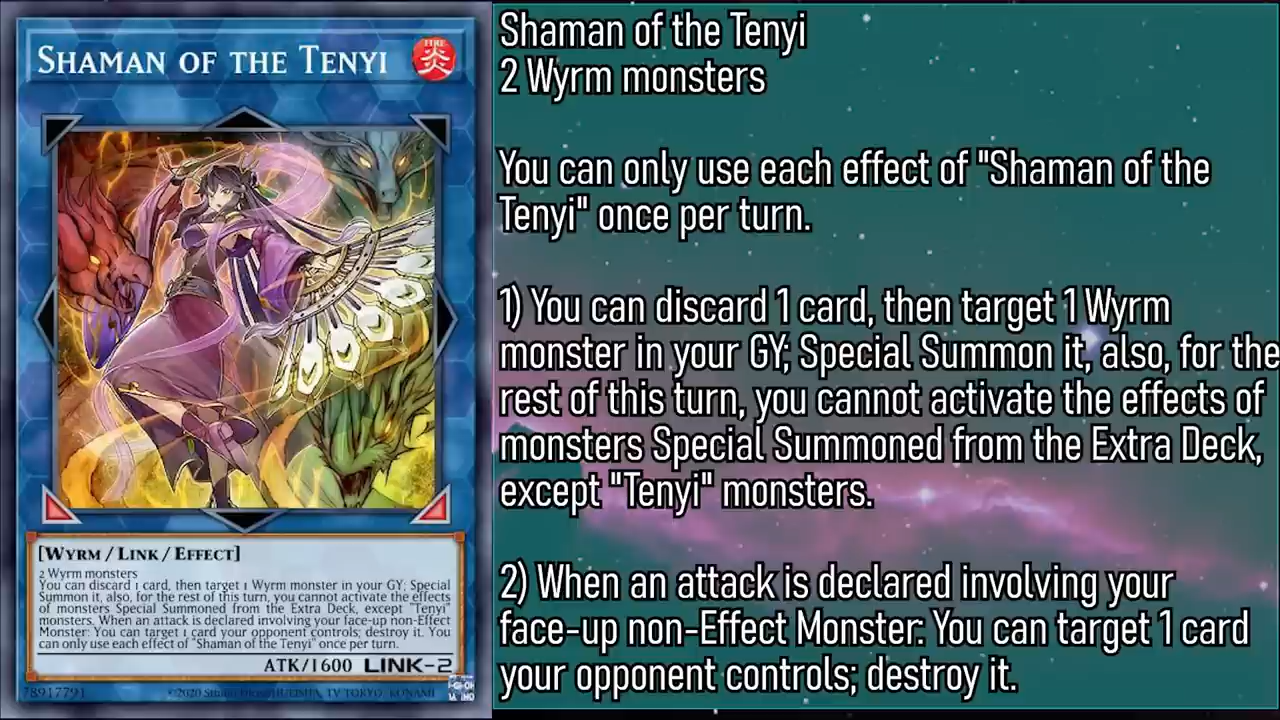 SHAMAN OF THE TENYI
FIRE
炎
[WYRM / LINK / EFFECT]
2 Wyrm monsters
You can discard 1 card, then target 1 Wyrm monster in your GY; Special
Summon it, also, for the rest of this turn, you cannot activate the effects
of monsters Special Summoned from the Extra Deck, except "Tenyi"
monsters. When an attack is declared involving your face-up non-Effect
Monster: You can target 1 card your opponent controls; destroy it. You
can only use each effect of "Shaman of the Tenyi" once per turn.
ATK/1600 LINK-2
78917791
Shaman of the Tenyi
2 Wyrm monsters
You can only use each effect of "Shaman of the
Tenyi" once per turn.
1) You can discard 1 card, then target 1 Wyrm
monster in your GY; Special Summon it, also, for the
rest of this turn, you cannot activate the effects of
monsters Special Summoned from the Extra Deck,
except "Tenyi" monsters.
2) When an attack is declared involving your
face-up non-Effect Monster: You can target 1 card
your opponent controls; destroy it.